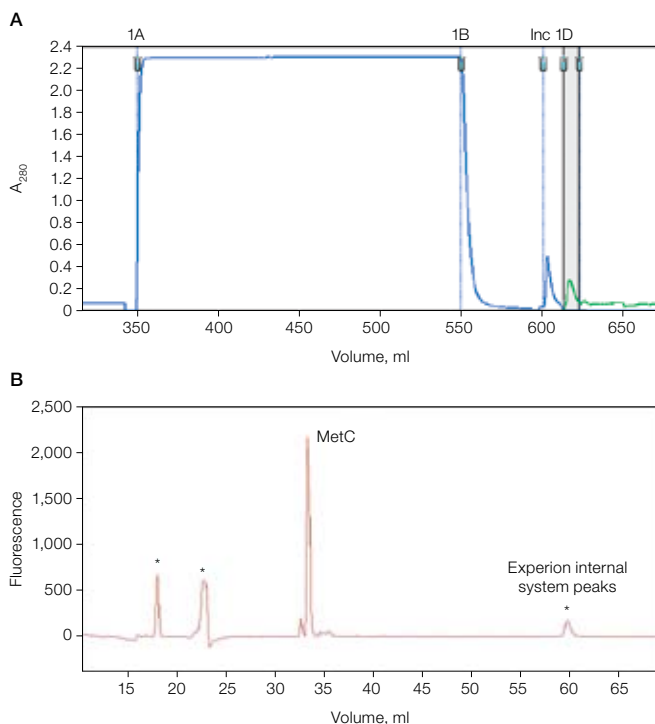 A
1A 1B Inc 1D
2.4
2.2
2.0
1.8
1.6
1.4
1.2
1.0
0.8
0.6
0.4
0.2
0
A280
350 400 450 500 550 600 650
Volume, ml
B
2,500
2,000
1,500
1,000
500
0
Fluorescence
MetC
* *
Experion internal
system peaks
*
15 20 25 30 35 40 45 50 55 60 65
Volume, ml